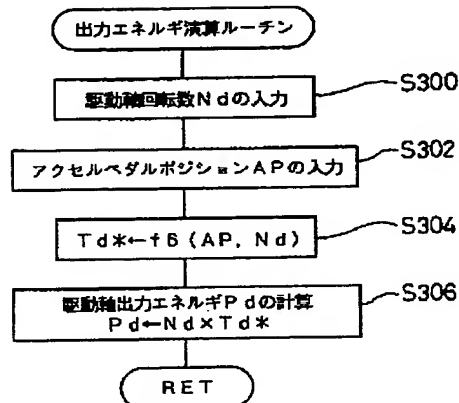 出力エネルギ演算ルーチン
駆動軸回転数Ndの入力
S300
アクセルペダルポジションAPの入力
S302
Td*←f6(AP, Nd)
S304
駆動軸出力エネルギPdの計算
Pd←Nd×Td*
S306
RET